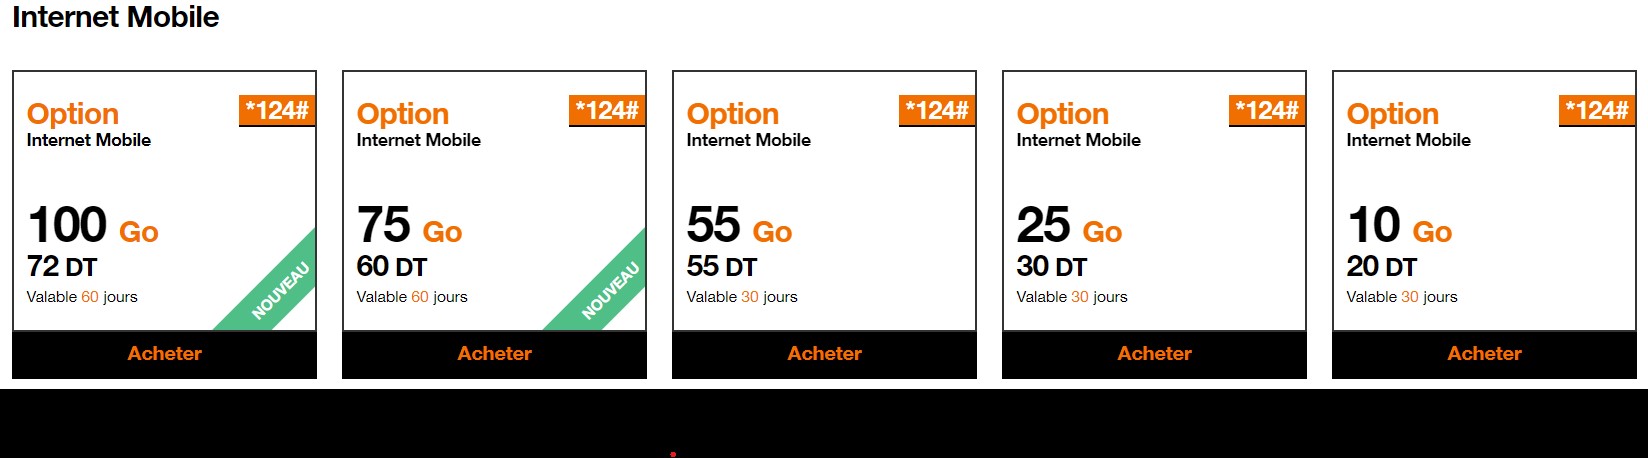 Internet Mobile
Option
*124#
Internet Mobile
100 Go
72 DT
Valable 60 jours
NOUVEAU
Acheter
Option
*124#
Internet Mobile
75 Go
60 DT
Valable 60 jours
NOUVEAU
Acheter
Option
*124#
Internet Mobile
55 Go
55 DT
Valable 30 jours
Acheter
Option
*124#
Internet Mobile
25 Go
30 DT
Valable 30 jours
Acheter
Option
*124#
Internet Mobile
10 Go
20 DT
Valable 30 jours
Acheter